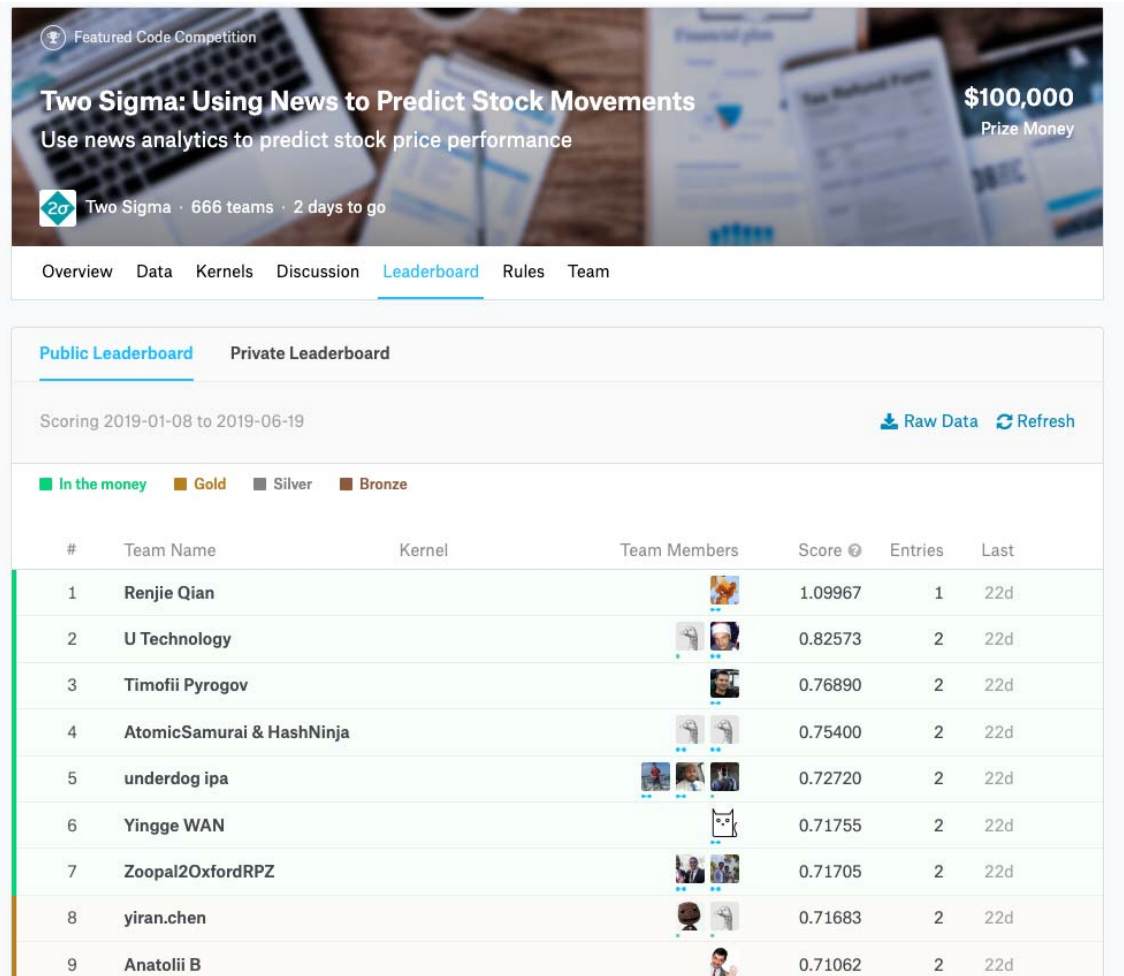 Featured Code Competition
Two Sigma: Using News to Predict Stock Movements
$100,000
Use news analytics to predict stock price performance
Prize Money
2σ Two Sigma · 666 teams · 2 days to go
Overview Data Kernels Discussion Leaderboard Rules Team
Public Leaderboard Private Leaderboard
Scoring 2019-01-08 to 2019-06-19 Raw Data Refresh
In the money Gold Silver Bronze
# Team Name Kernel Team Members Score Entries Last
1 Renjie Qian 1.09967 1 22d
2 U Technology 0.82573 2 22d
3 Timofii Pyrogov 0.76890 2 22d
4 AtomicSamurai & HashNinja 0.75400 2 22d
5 underdog ipa 0.72720 2 22d
6 Yingge WAN 0.71755 2 22d
7 Zoopal2OxfordRPZ 0.71705 2 22d
8 yiran.chen 0.71683 2 22d
9 Anatolii B 0.71062 2 22d